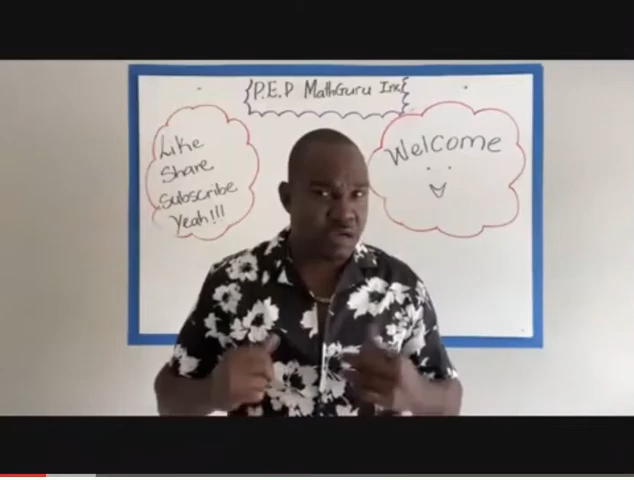 P.E.P MathGuru Inc
Like
Share
Subscribe
Yeah!!!
Welcome